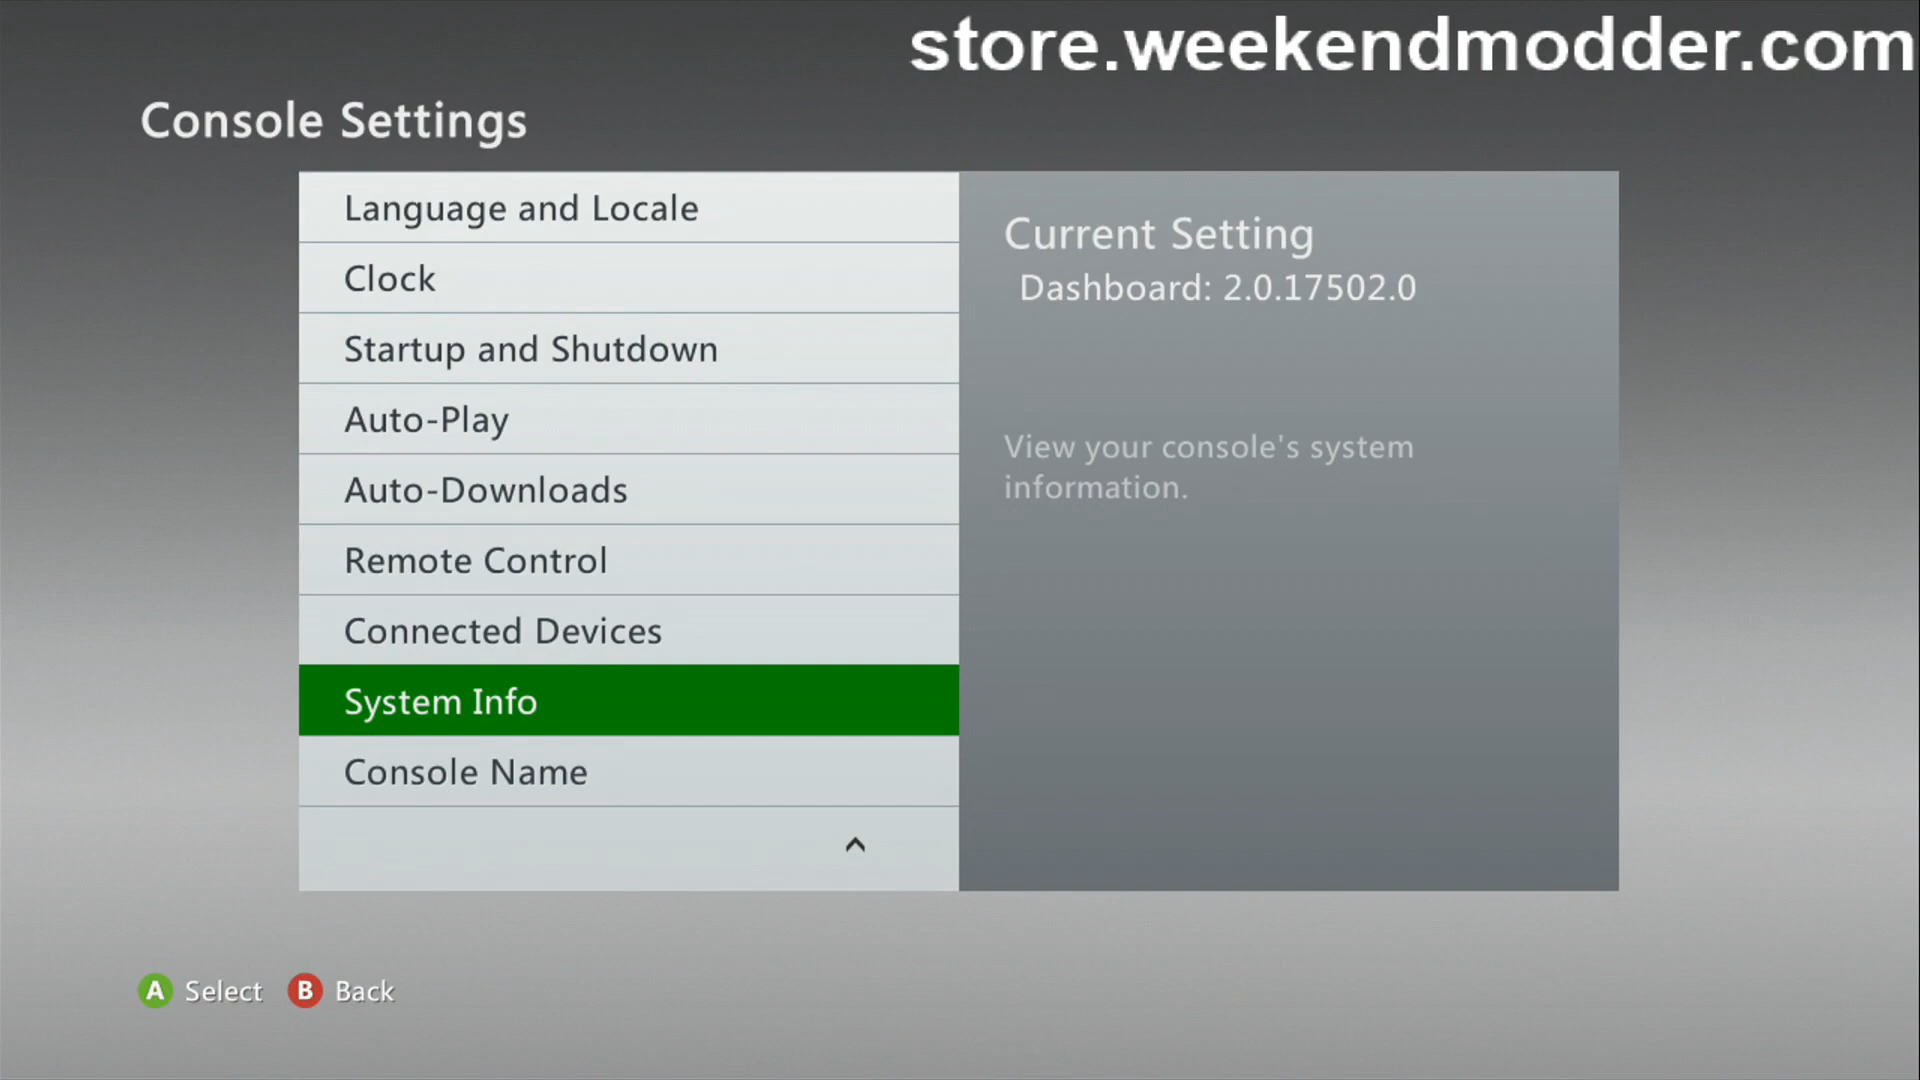 store.weekendmodder.com
Console Settings
Language and Locale
Clock
Startup and Shutdown
Auto-Play
Auto-Downloads
Remote Control
Connected Devices
System Info
Console Name
Current Setting
Dashboard: 2.0.17502.0
View your console's system
information.
A Select B Back